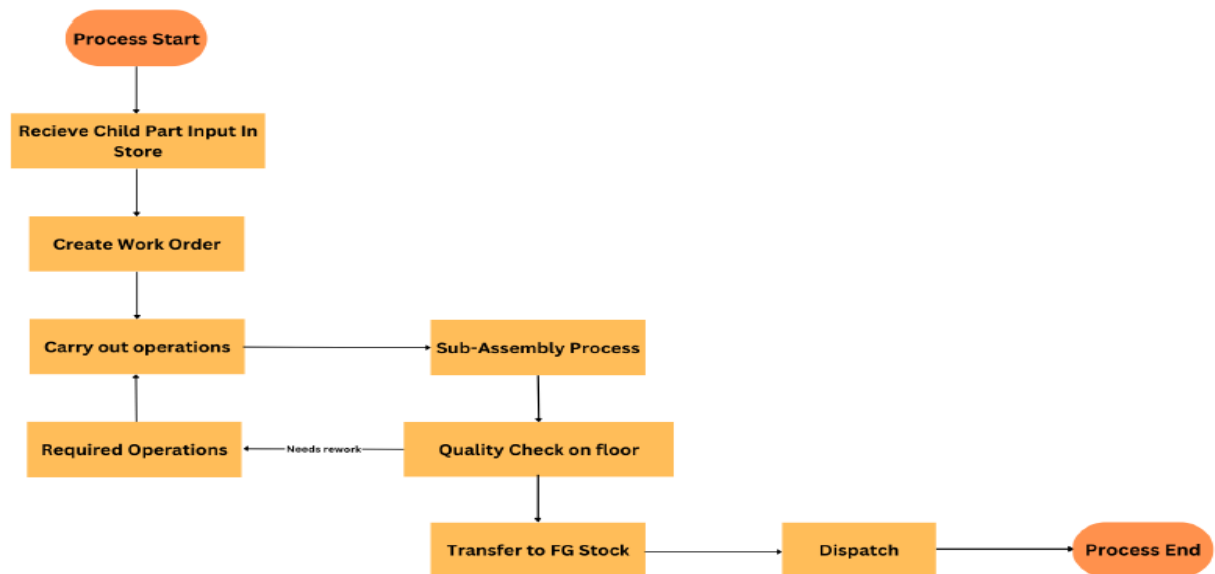 Process Start
Recieve Child Part Input In
Store
Create Work Order
Carry out operations
Sub-Assembly Process
Required Operations
Needs rework
Quality Check on floor
Transfer to FG Stock
Dispatch
Process End